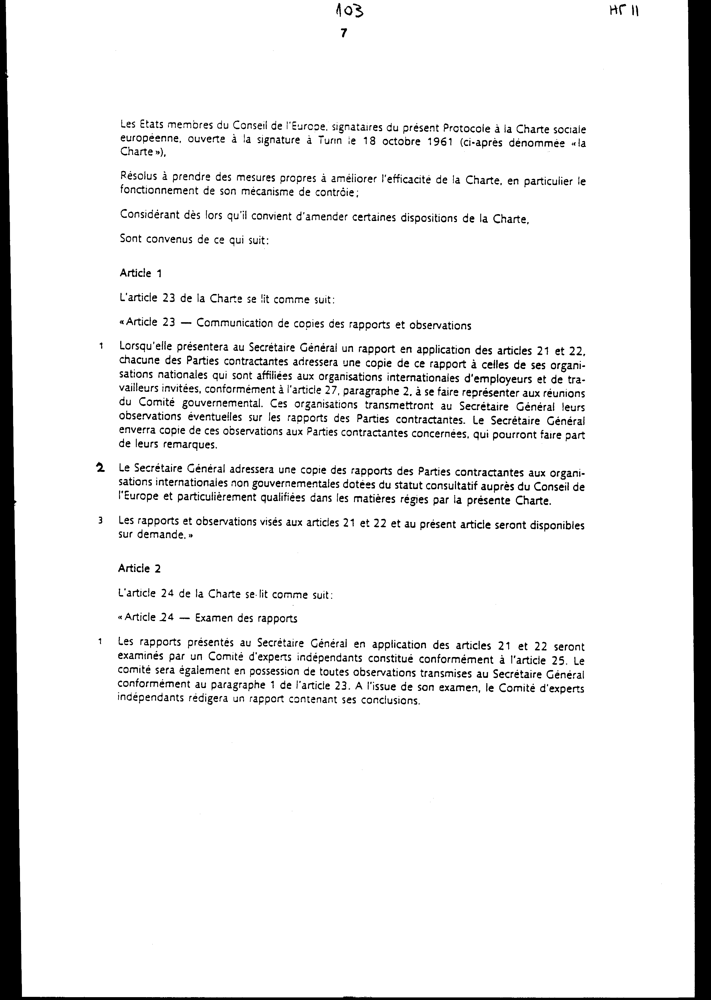 103
7
Les Etats membres du Conseil de l'Europe, signataires du présent Protocole à la Charte sociale
européenne, ouverte à la signature à Turin le 18 octobre 1961 (ci-après dénommée «la
Charte»),
Résolus à prendre des mesures propres à améliorer l'efficacité de la Charte, en particulier le
fonctionnement de son mécanisme de contrôle;
Considérant dès lors qu'il convient d'amender certaines dispositions de la Charte,
Sont convenus de ce qui suit:
Article 1
L'article 23 de la Charte se lit comme suit:
«Article 23 — Communication de copies des rapports et observations
1 Lorsqu'elle présentera au Secrétaire Général un rapport en application des articles 21 et 22,
chacune des Parties contractantes adressera une copie de ce rapport à celles de ses organi-
sations nationales qui sont affiliées aux organisations internationales d'employeurs et de tra-
vailleurs invitées, conformément à l'article 27, paragraphe 2, à se faire représenter aux réunions
du Comité gouvernemental. Ces organisations transmettront au Secrétaire Général leurs
observations éventuelles sur les rapports des Parties contractantes. Le Secrétaire Général
enverra copie de ces observations aux Parties contractantes concernées, qui pourront faire part
de leurs remarques.
2 Le Secrétaire Général adressera une copie des rapports des Parties contractantes aux organi-
sations internationales non gouvernementales dotées du statut consultatif auprès du Conseil de
l'Europe et particulièrement qualifiées dans les matières régies par la présente Charte.
3 Les rapports et observations visés aux articles 21 et 22 et au présent article seront disponibles
sur demande.»
Article 2
L'article 24 de la Charte se lit comme suit:
«Article 24 — Examen des rapports
1 Les rapports présentés au Secrétaire Général en application des articles 21 et 22 seront
examinés par un Comité d'experts indépendants constitué conformément à l'article 25. Le
comité sera également en possession de toutes observations transmises au Secrétaire Général
conformément au paragraphe 1 de l'article 23. A l'issue de son examen, le Comité d'experts
indépendants rédigera un rapport contenant ses conclusions.